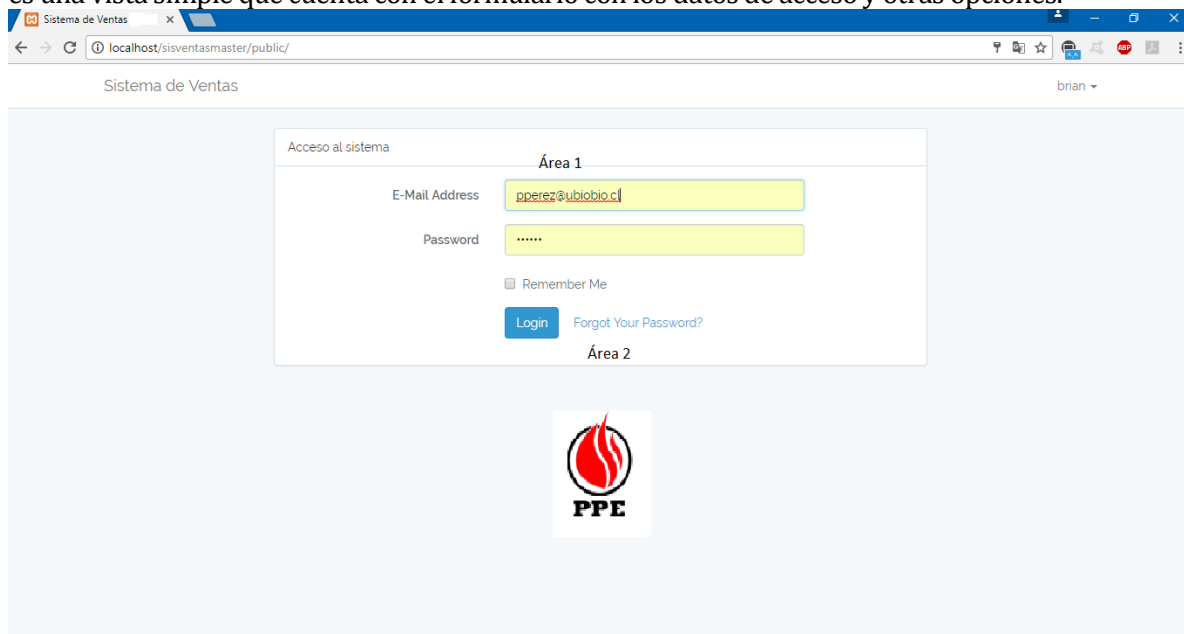 es una vista simple que cuenta con el formulario con los datos de acceso y otras opciones.
Sistema de Ventas
localhost/sisventasmaster/public/
ABP
Sistema de Ventas
brian
Acceso al sistema
Área 1
E-Mail Address
pperez@ubiobio.cl
Password
••••••
Remember Me
Login
Forgot Your Password?
Área 2
PPE